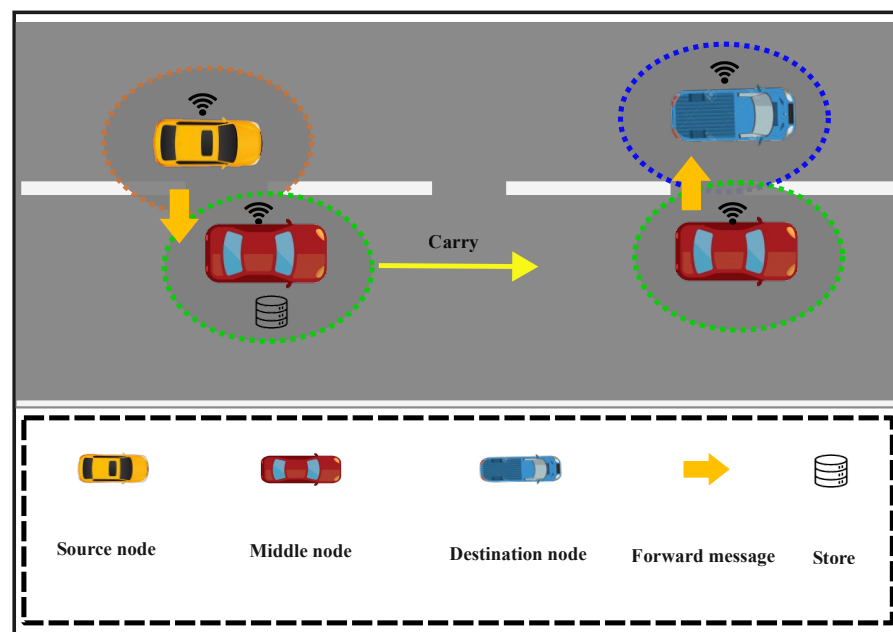 Carry
Source node
Middle node
Destination node
Forward message
Store